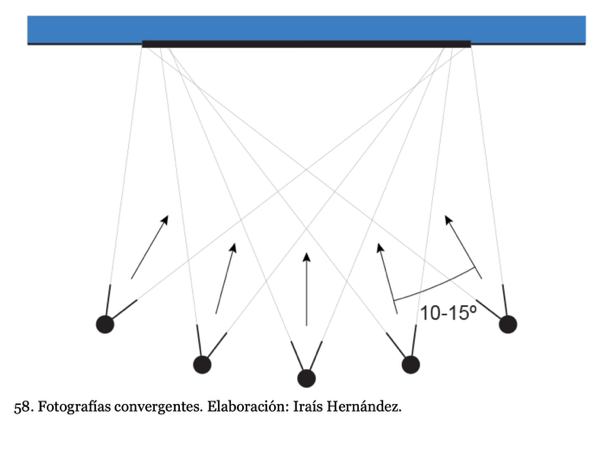 10-15º
58. Fotografías convergentes. Elaboración: Iraís Hernández.